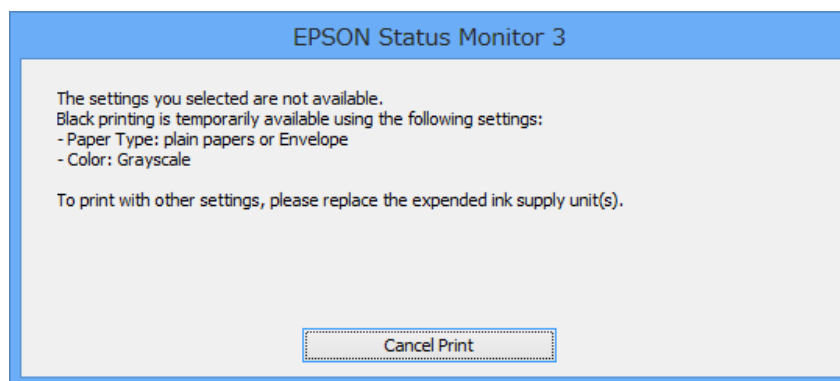 EPSON Status Monitor 3
The settings you selected are not available.
Black printing is temporarily available using the following settings:
- Paper Type: plain papers or Envelope
- Color: Grayscale
To print with other settings, please replace the expended ink supply unit(s).
Cancel Print